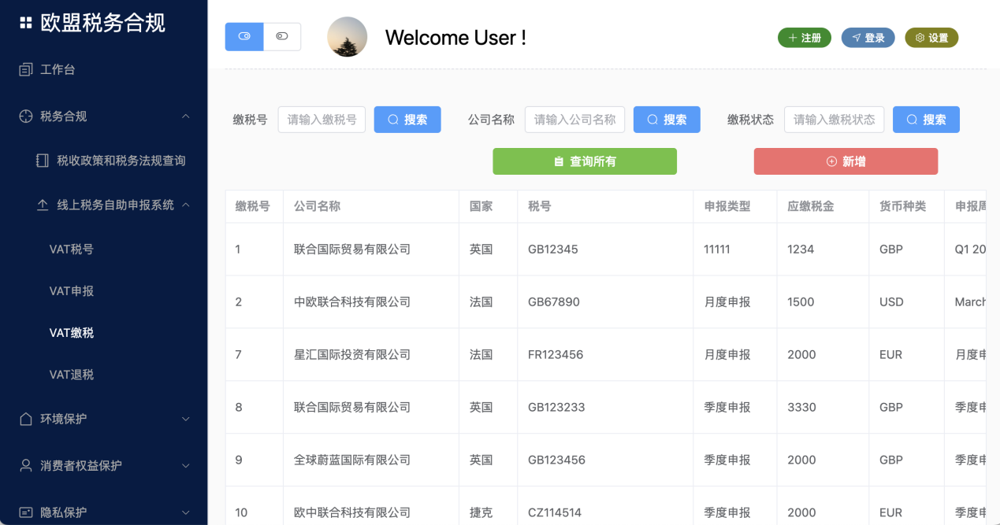 欧盟税务合规
工作台
税务合规
税收政策和税务法规查询
线上税务自助申报系统
VAT税号
VAT申报
VAT缴税
VAT退税
环境保护
消费者权益保护
隐私保护
Welcome User !
注册 登录 设置
缴税号 请输入缴税号 搜索 公司名称 请输入公司名称 搜索 缴税状态 请输入缴税状态 搜索
查询所有 新增
缴税号 公司名称 国家 税号 申报类型 应缴税金 货币种类 申报周
1 联合国际贸易有限公司 英国 GB12345 11111 1234 GBP Q1 20
2 中欧联合科技有限公司 法国 GB67890 月度申报 1500 USD March
7 星汇国际投资有限公司 法国 FR123456 月度申报 2000 EUR 月度申
8 联合国际贸易有限公司 英国 GB123233 季度申报 3330 GBP 季度申
9 全球蔚蓝国际有限公司 英国 GB123456 季度申报 2000 GBP 季度申
10 欧中联合科技有限公司 捷克 CZ114514 季度申报 2000 EUR 季度申